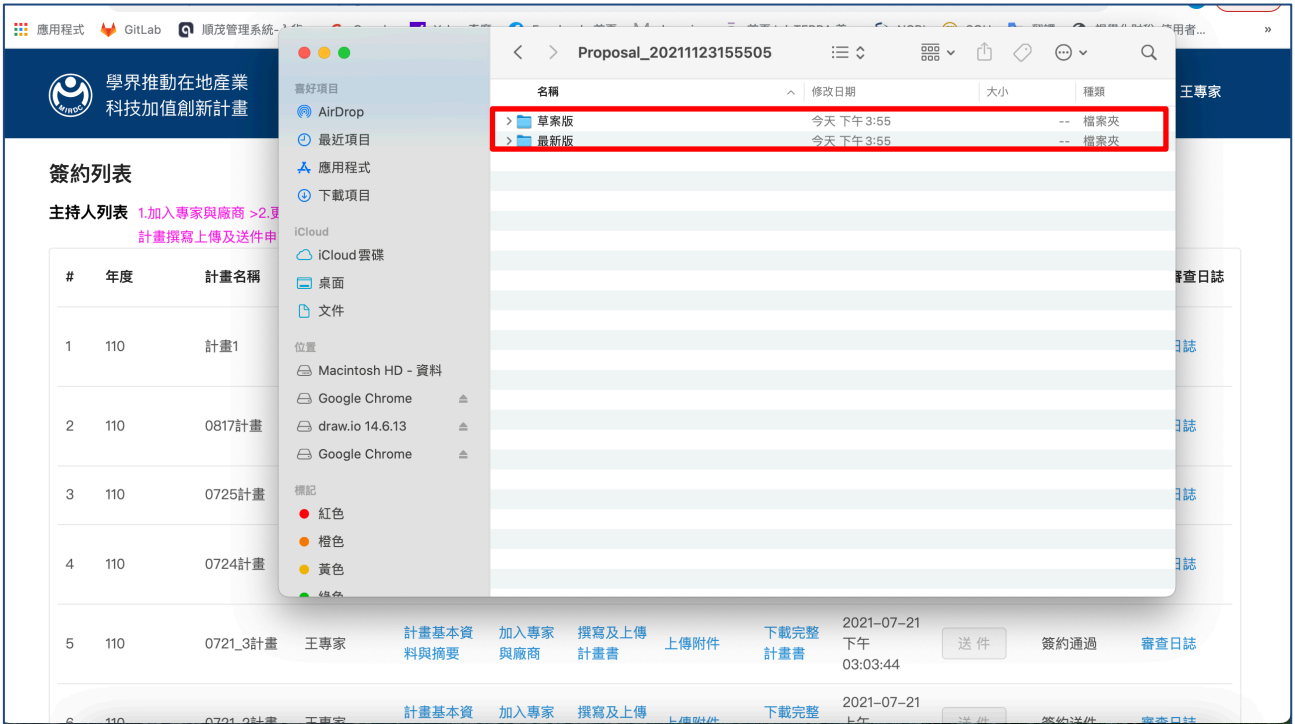 應用程式 GitLab 順茂管理系統-
用者... »
學界推動在地產業
科技加值創新計畫
王專家
Proposal_20211123155505
喜好項目
AirDrop
最近項目
應用程式
下載項目
iCloud
iCloud雲碟
桌面
文件
位置
Macintosh HD - 資料
Google Chrome
draw.io 14.6.13
Google Chrome
標記
紅色
橙色
黃色
綠色
名稱 修改日期 大小 種類
草案版 今天 下午3:55 -- 檔案夾
最新版 今天 下午3:55 -- 檔案夾
簽約列表
主持人列表 1.加入專家與廠商 >2.更
計畫撰寫上傳及送件申
# 年度 計畫名稱 審查日誌
1 110 計畫1 日誌
2 110 0817計畫 日誌
3 110 0725計畫 日誌
4 110 0724計畫 日誌
5 110 0721_3計畫 王專家 計畫基本資料與摘要 加入專家與廠商 撰寫及上傳計畫書 上傳附件 下載完整計畫書 2021-07-21 下午 03:03:44 送件 簽約通過 審查日誌
6 110 0721_2計畫 王專家 計畫基本資 加入專家 撰寫及上傳 上傳附件 下載完整 2021-07-21 上午 送件 簽約送件 審查日誌